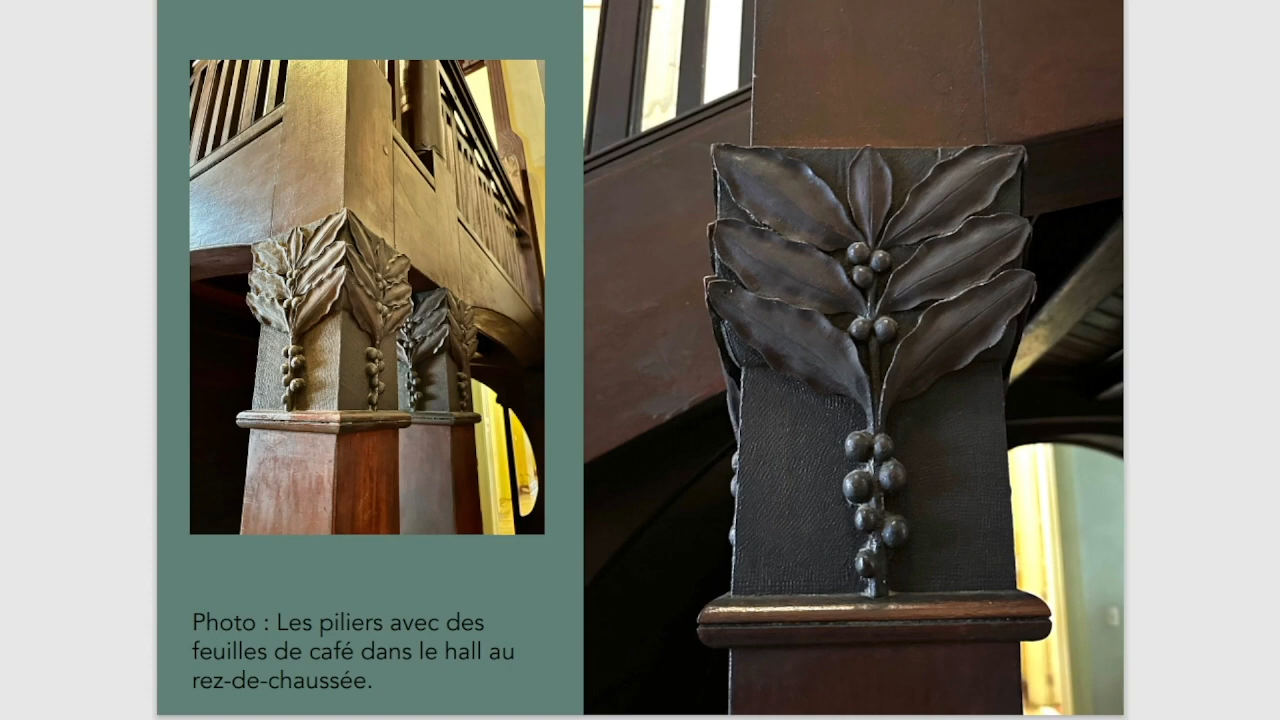 Photo : Les piliers avec des
feuilles de café dans le hall au
rez-de-chaussée.